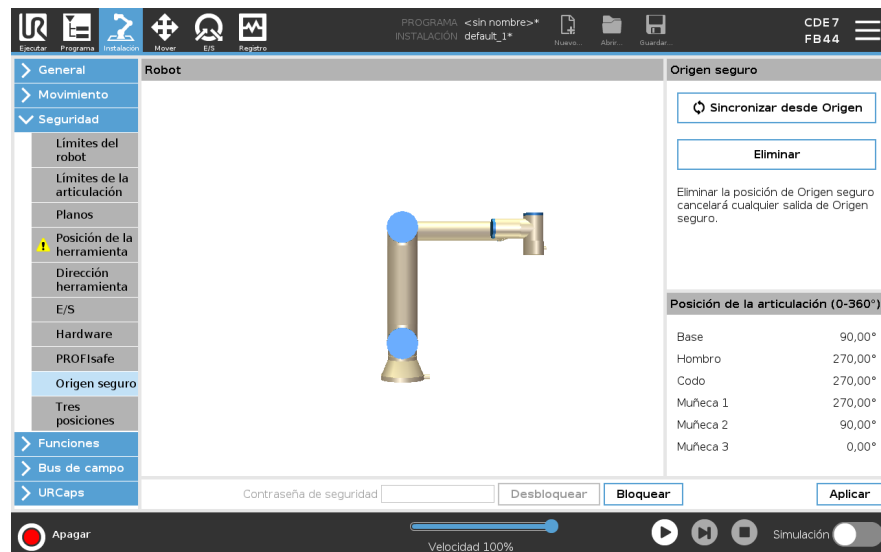 UR
Ejecutar
Programa
Instalación
Mover
E/S
Registro
PROGRAMA <sin nombre>*
INSTALACIÓN default_1*
Nuevo...
Abrir...
Guardar...
CDE7
FB44
General
Movimiento
Seguridad
Límites del
robot
Límites de la
articulación
Planos
Posición de la
herramienta
Dirección
herramienta
E/S
Hardware
PROFIsafe
Origen seguro
Tres
posiciones
Funciones
Bus de campo
URCaps
Robot
Origen seguro
Sincronizar desde Origen
Eliminar
Eliminar la posición de Origen seguro
cancelará cualquier salida de Origen
seguro.
Posición de la articulación (0-360°)
Base 90,00°
Hombro 270,00°
Codo 270,00°
Muñeca 1 270,00°
Muñeca 2 90,00°
Muñeca 3 0,00°
Contraseña de seguridad
Desbloquear
Bloquear
Aplicar
Apagar
Velocidad 100%
Simulación